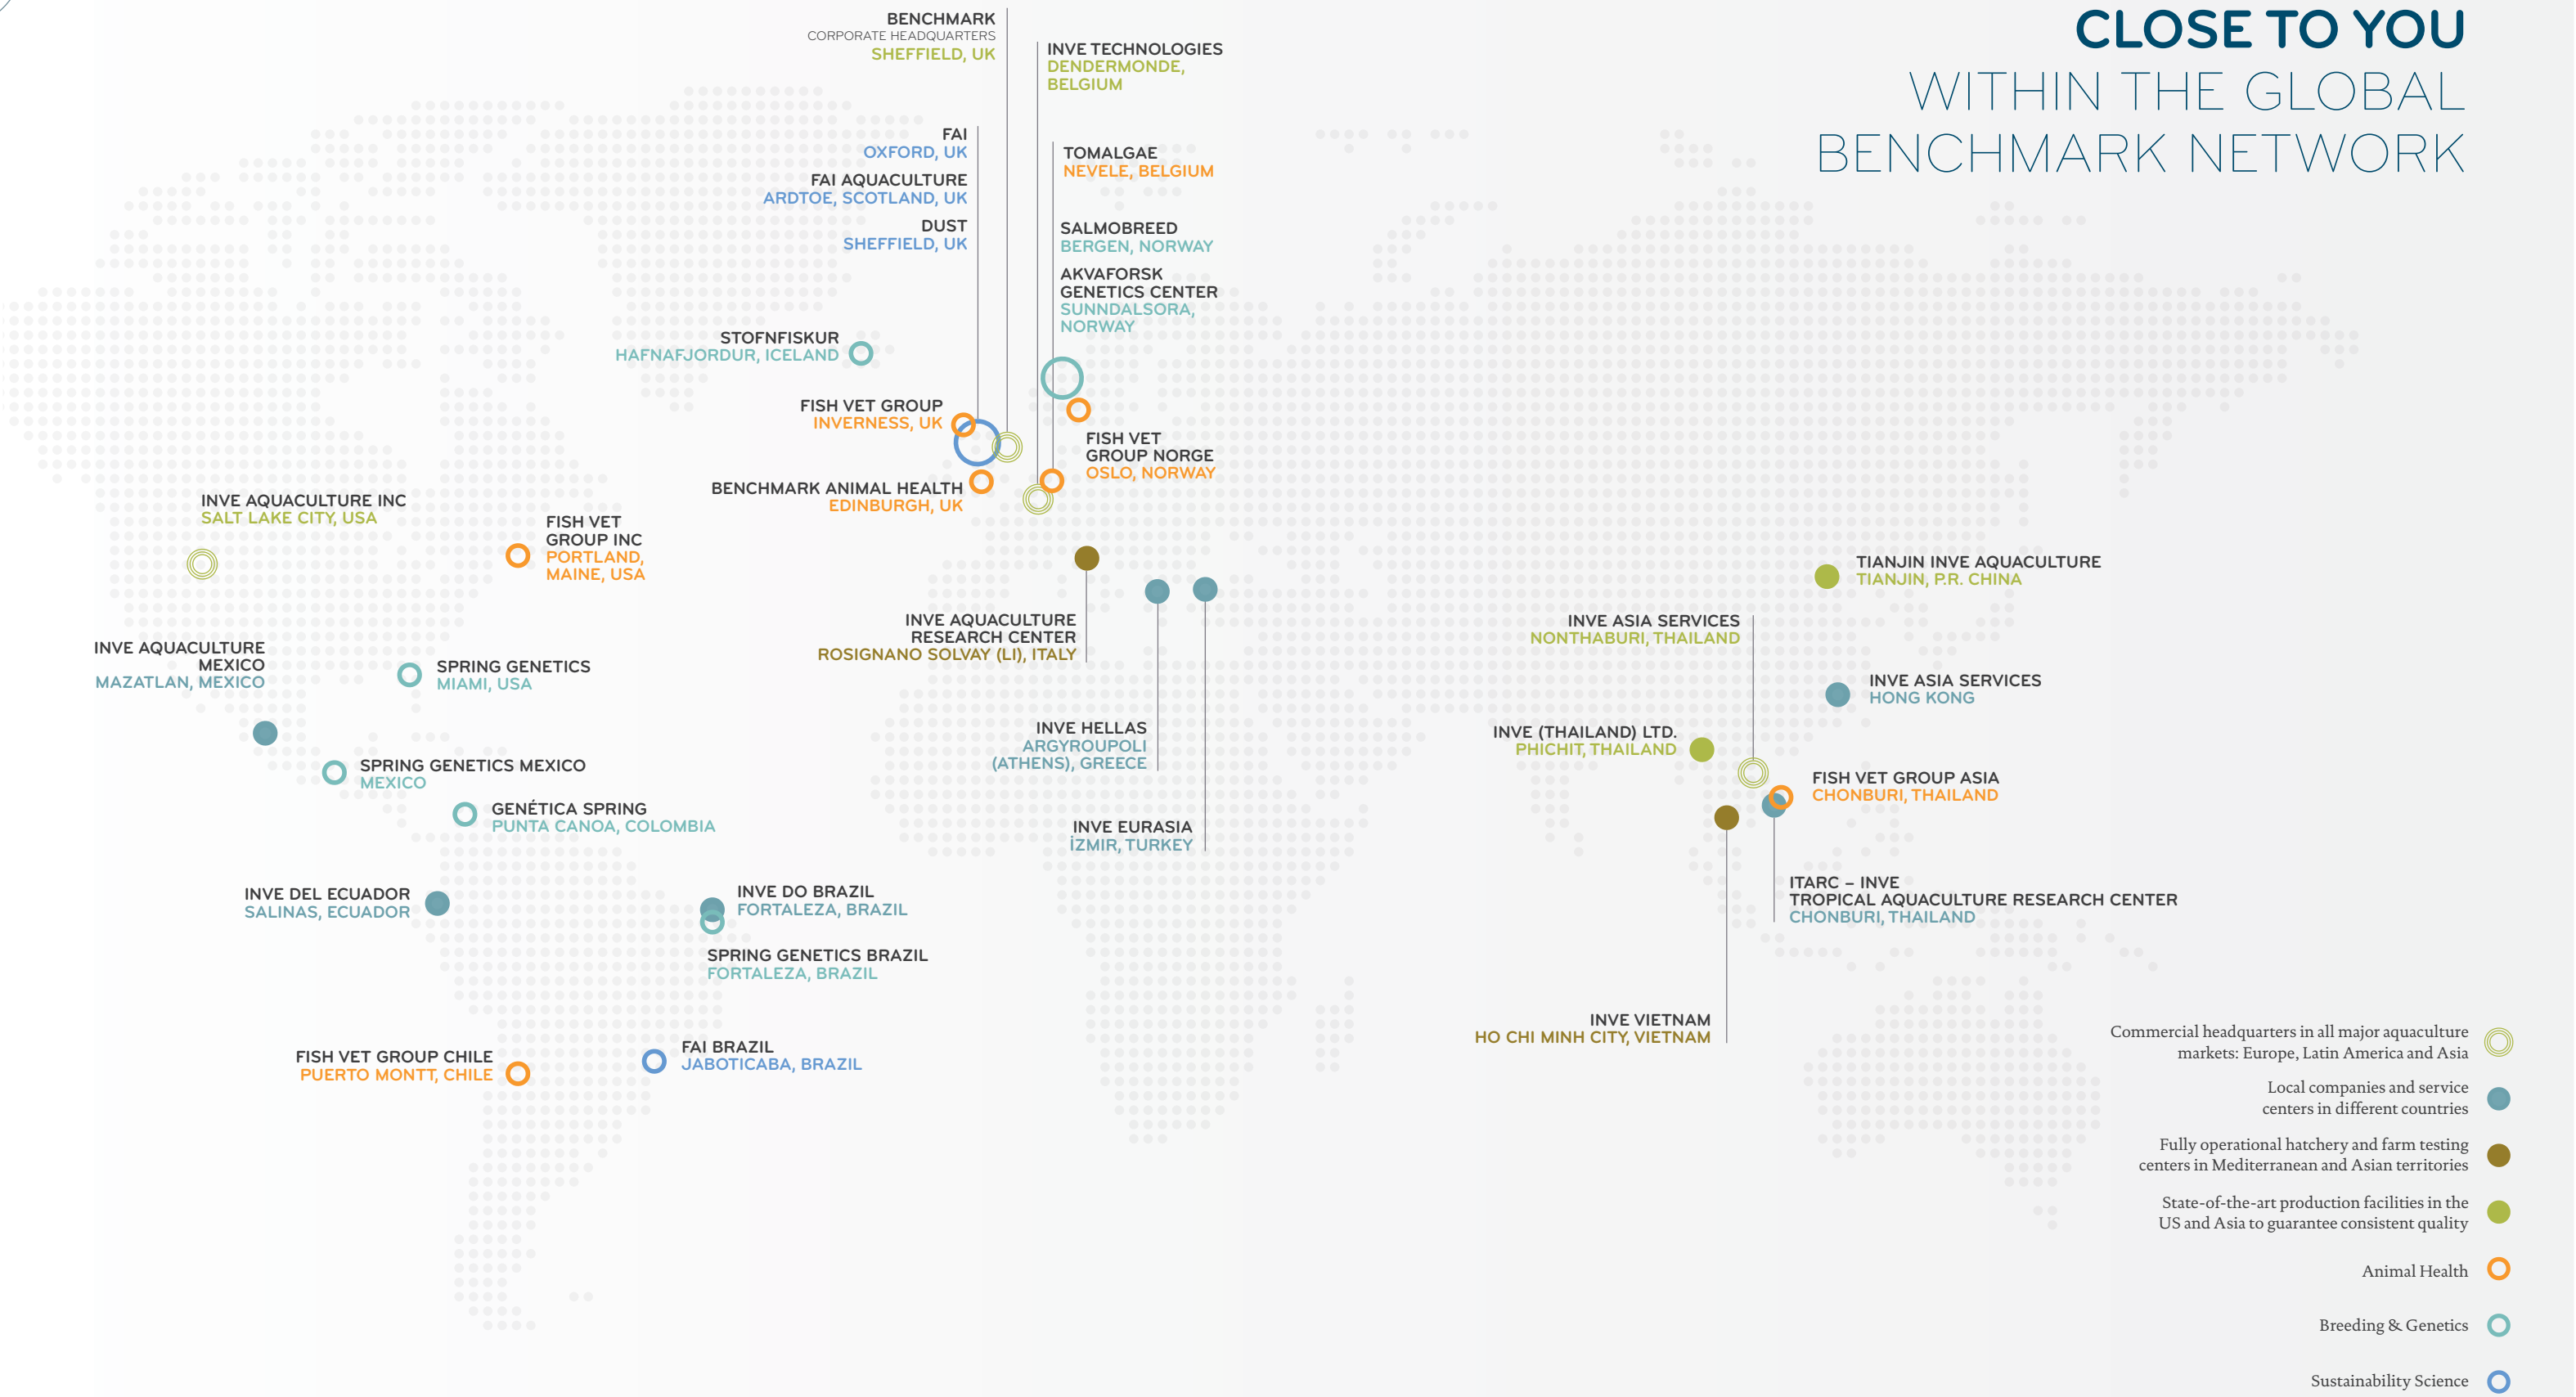 CLOSE TO YOU
WITHIN THE GLOBAL
BENCHMARK NETWORK
BENCHMARK
CORPORATE HEADQUARTERS
SHEFFIELD, UK
INVE TECHNOLOGIES
DENDERMONDE,
BELGIUM
FAI
OXFORD, UK
FAI AQUACULTURE
ARDTOE, SCOTLAND, UK
DUST
SHEFFIELD, UK
TOMALGAE
NEVELE, BELGIUM
SALMOBREED
BERGEN, NORWAY
AKVAFORSK
GENETICS CENTER
SUNNDALSORA,
NORWAY
STOFNFISKUR
HAFNAFJORDUR, ICELAND
FISH VET GROUP
INVERNESS, UK
FISH VET
GROUP NORGE
OSLO, NORWAY
BENCHMARK ANIMAL HEALTH
EDINBURGH, UK
INVE AQUACULTURE INC
SALT LAKE CITY, USA
FISH VET
GROUP INC
PORTLAND,
MAINE, USA
INVE AQUACULTURE
MEXICO
MAZATLAN, MEXICO
SPRING GENETICS
MIAMI, USA
SPRING GENETICS MEXICO
MEXICO
GENÉTICA SPRING
PUNTA CANOA, COLOMBIA
INVE DEL ECUADOR
SALINAS, ECUADOR
INVE DO BRAZIL
FORTALEZA, BRAZIL
SPRING GENETICS BRAZIL
FORTALEZA, BRAZIL
FISH VET GROUP CHILE
PUERTO MONTT, CHILE
FAI BRAZIL
JABOTICABA, BRAZIL
INVE AQUACULTURE
RESEARCH CENTER
ROSIGNANO SOLVAY (LI), ITALY
INVE HELLAS
ARGYROUPOLI
(ATHENS), GREECE
INVE EURASIA
İZMIR, TURKEY
TIANJIN INVE AQUACULTURE
TIANJIN, P.R. CHINA
INVE ASIA SERVICES
NONTHABURI, THAILAND
INVE ASIA SERVICES
HONG KONG
INVE (THAILAND) LTD.
PHICHIT, THAILAND
FISH VET GROUP ASIA
CHONBURI, THAILAND
ITARC – INVE
TROPICAL AQUACULTURE RESEARCH CENTER
CHONBURI, THAILAND
INVE VIETNAM
HO CHI MINH CITY, VIETNAM
Commercial headquarters in all major aquaculture
markets: Europe, Latin America and Asia
Local companies and service
centers in different countries
Fully operational hatchery and farm testing
centers in Mediterranean and Asian territories
State-of-the-art production facilities in the
US and Asia to guarantee consistent quality
Animal Health
Breeding & Genetics
Sustainability Science